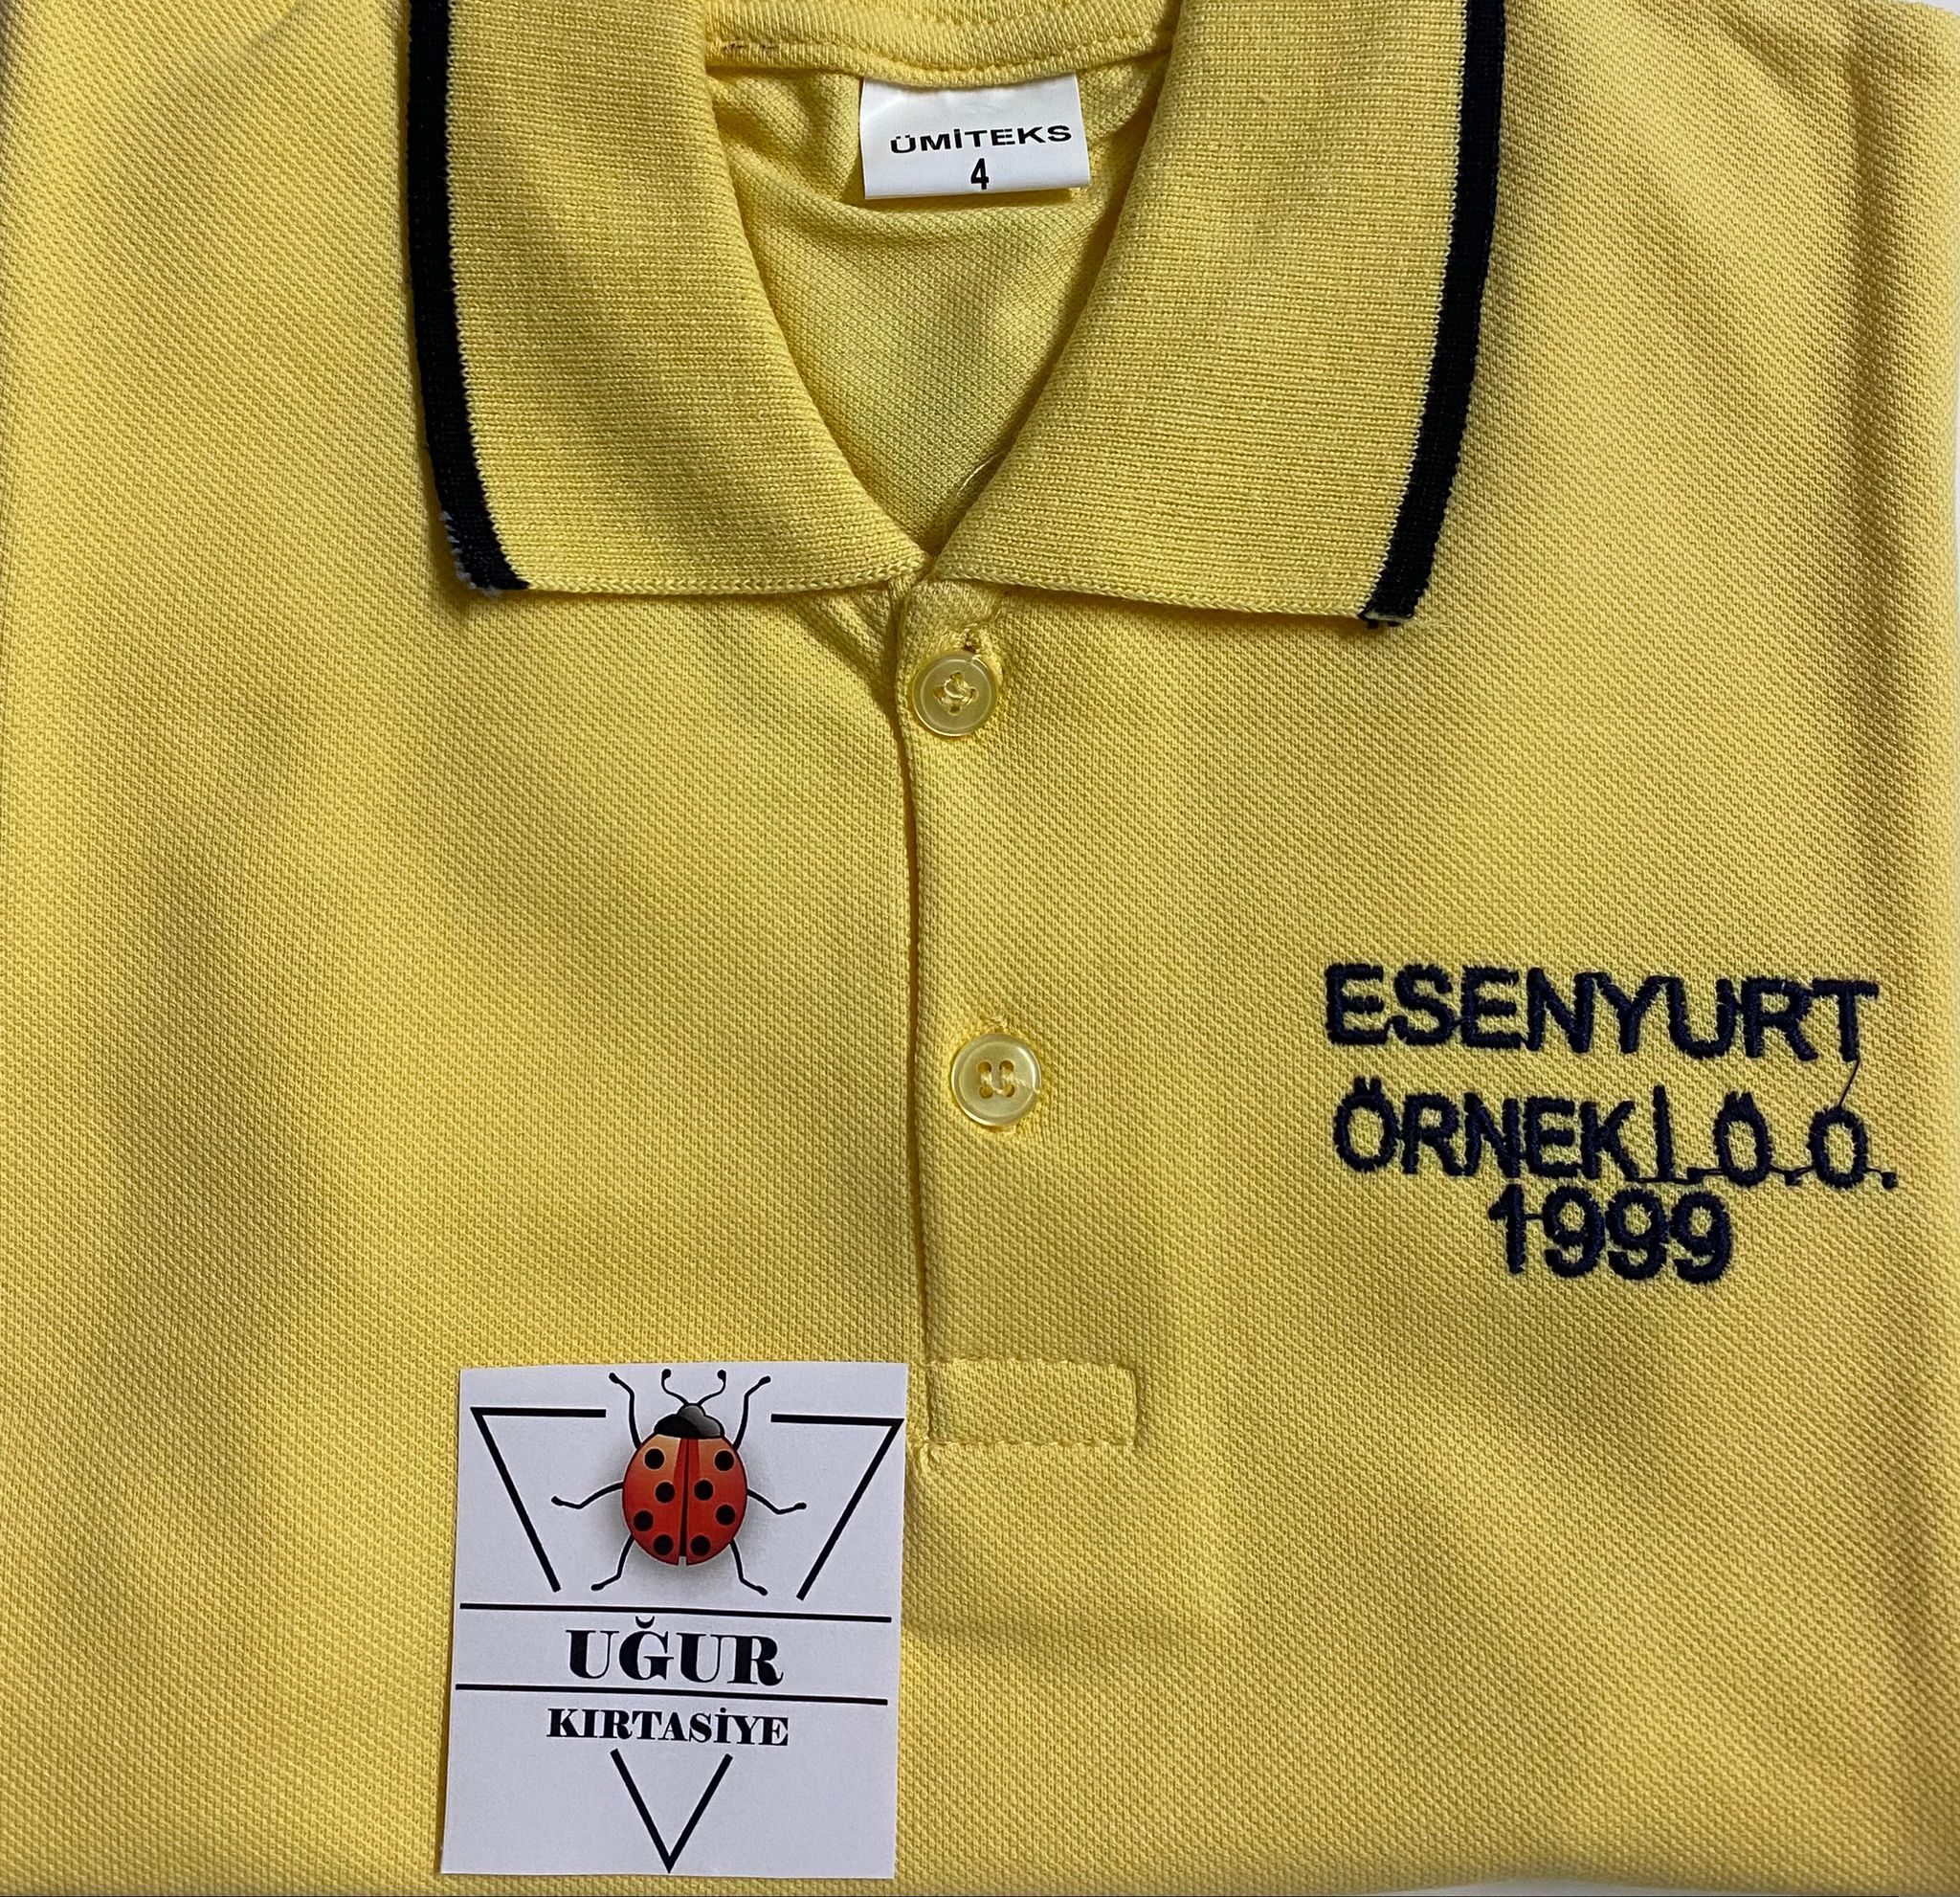 ÜMİTEKS
4
ESENYURT
ÖRNEK İ.Ö.O.
1999
UĞUR
KIRTASİYE